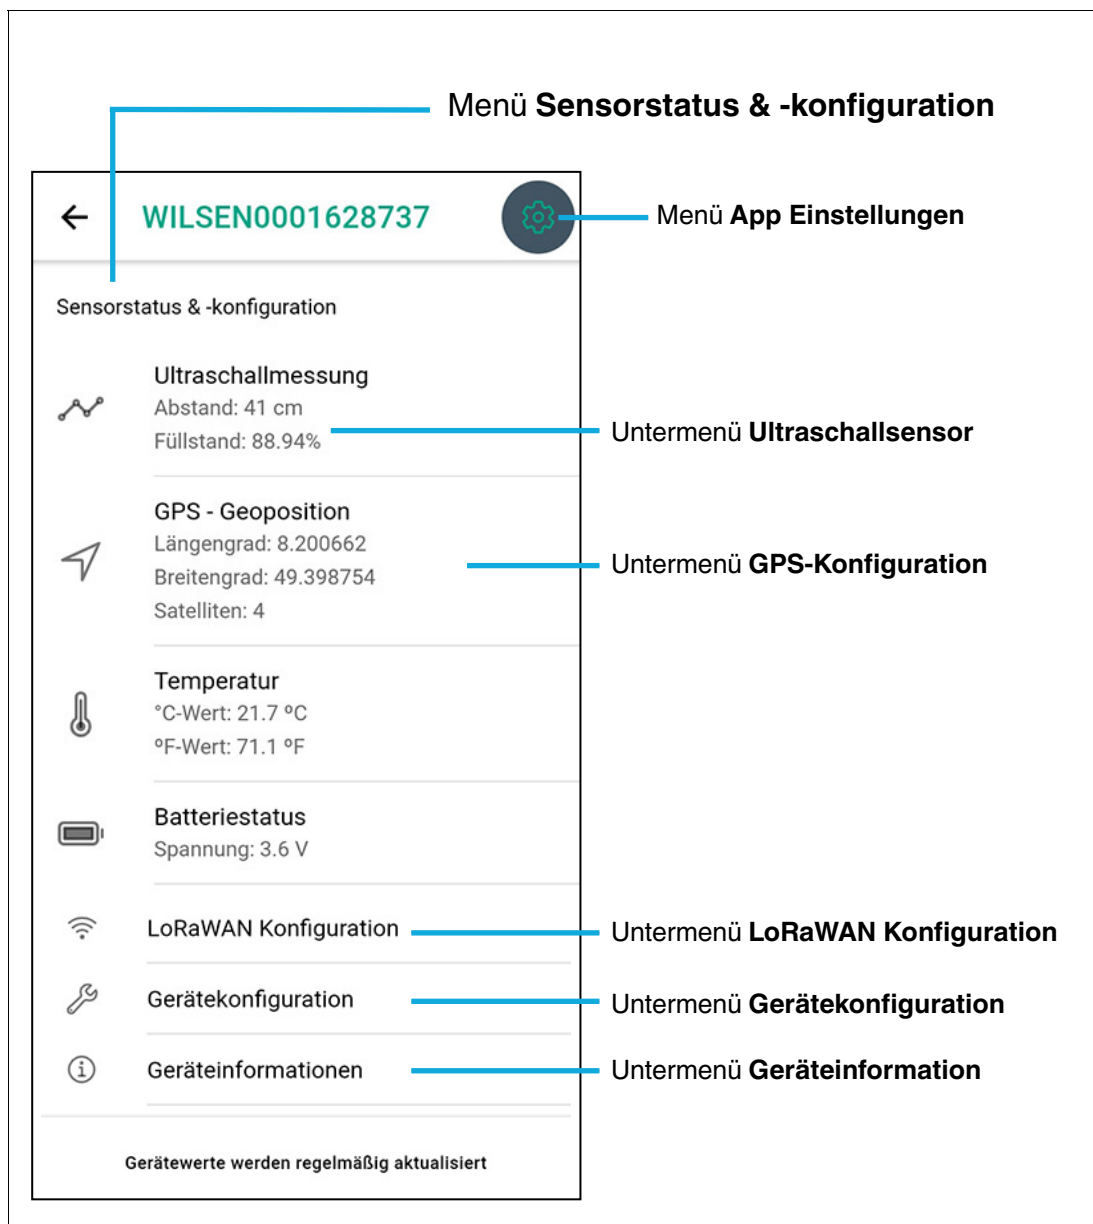 Menü Sensorstatus & -konfiguration
WILSEN0001628737
Menü App Einstellungen
Sensorstatus & -konfiguration
Ultraschallmessung
Abstand: 41 cm
Füllstand: 88.94%
Untermenü Ultraschallsensor
GPS - Geoposition
Längengrad: 8.200662
Breitengrad: 49.398754
Satelliten: 4
Untermenü GPS-Konfiguration
Temperatur
°C-Wert: 21.7 ºC
ºF-Wert: 71.1 ºF
Batteriestatus
Spannung: 3.6 V
LoRaWAN Konfiguration
Untermenü LoRaWAN Konfiguration
Gerätekonfiguration
Untermenü Gerätekonfiguration
Geräteinformationen
Untermenü Geräteinformation
Gerätewerte werden regelmäßig aktualisiert